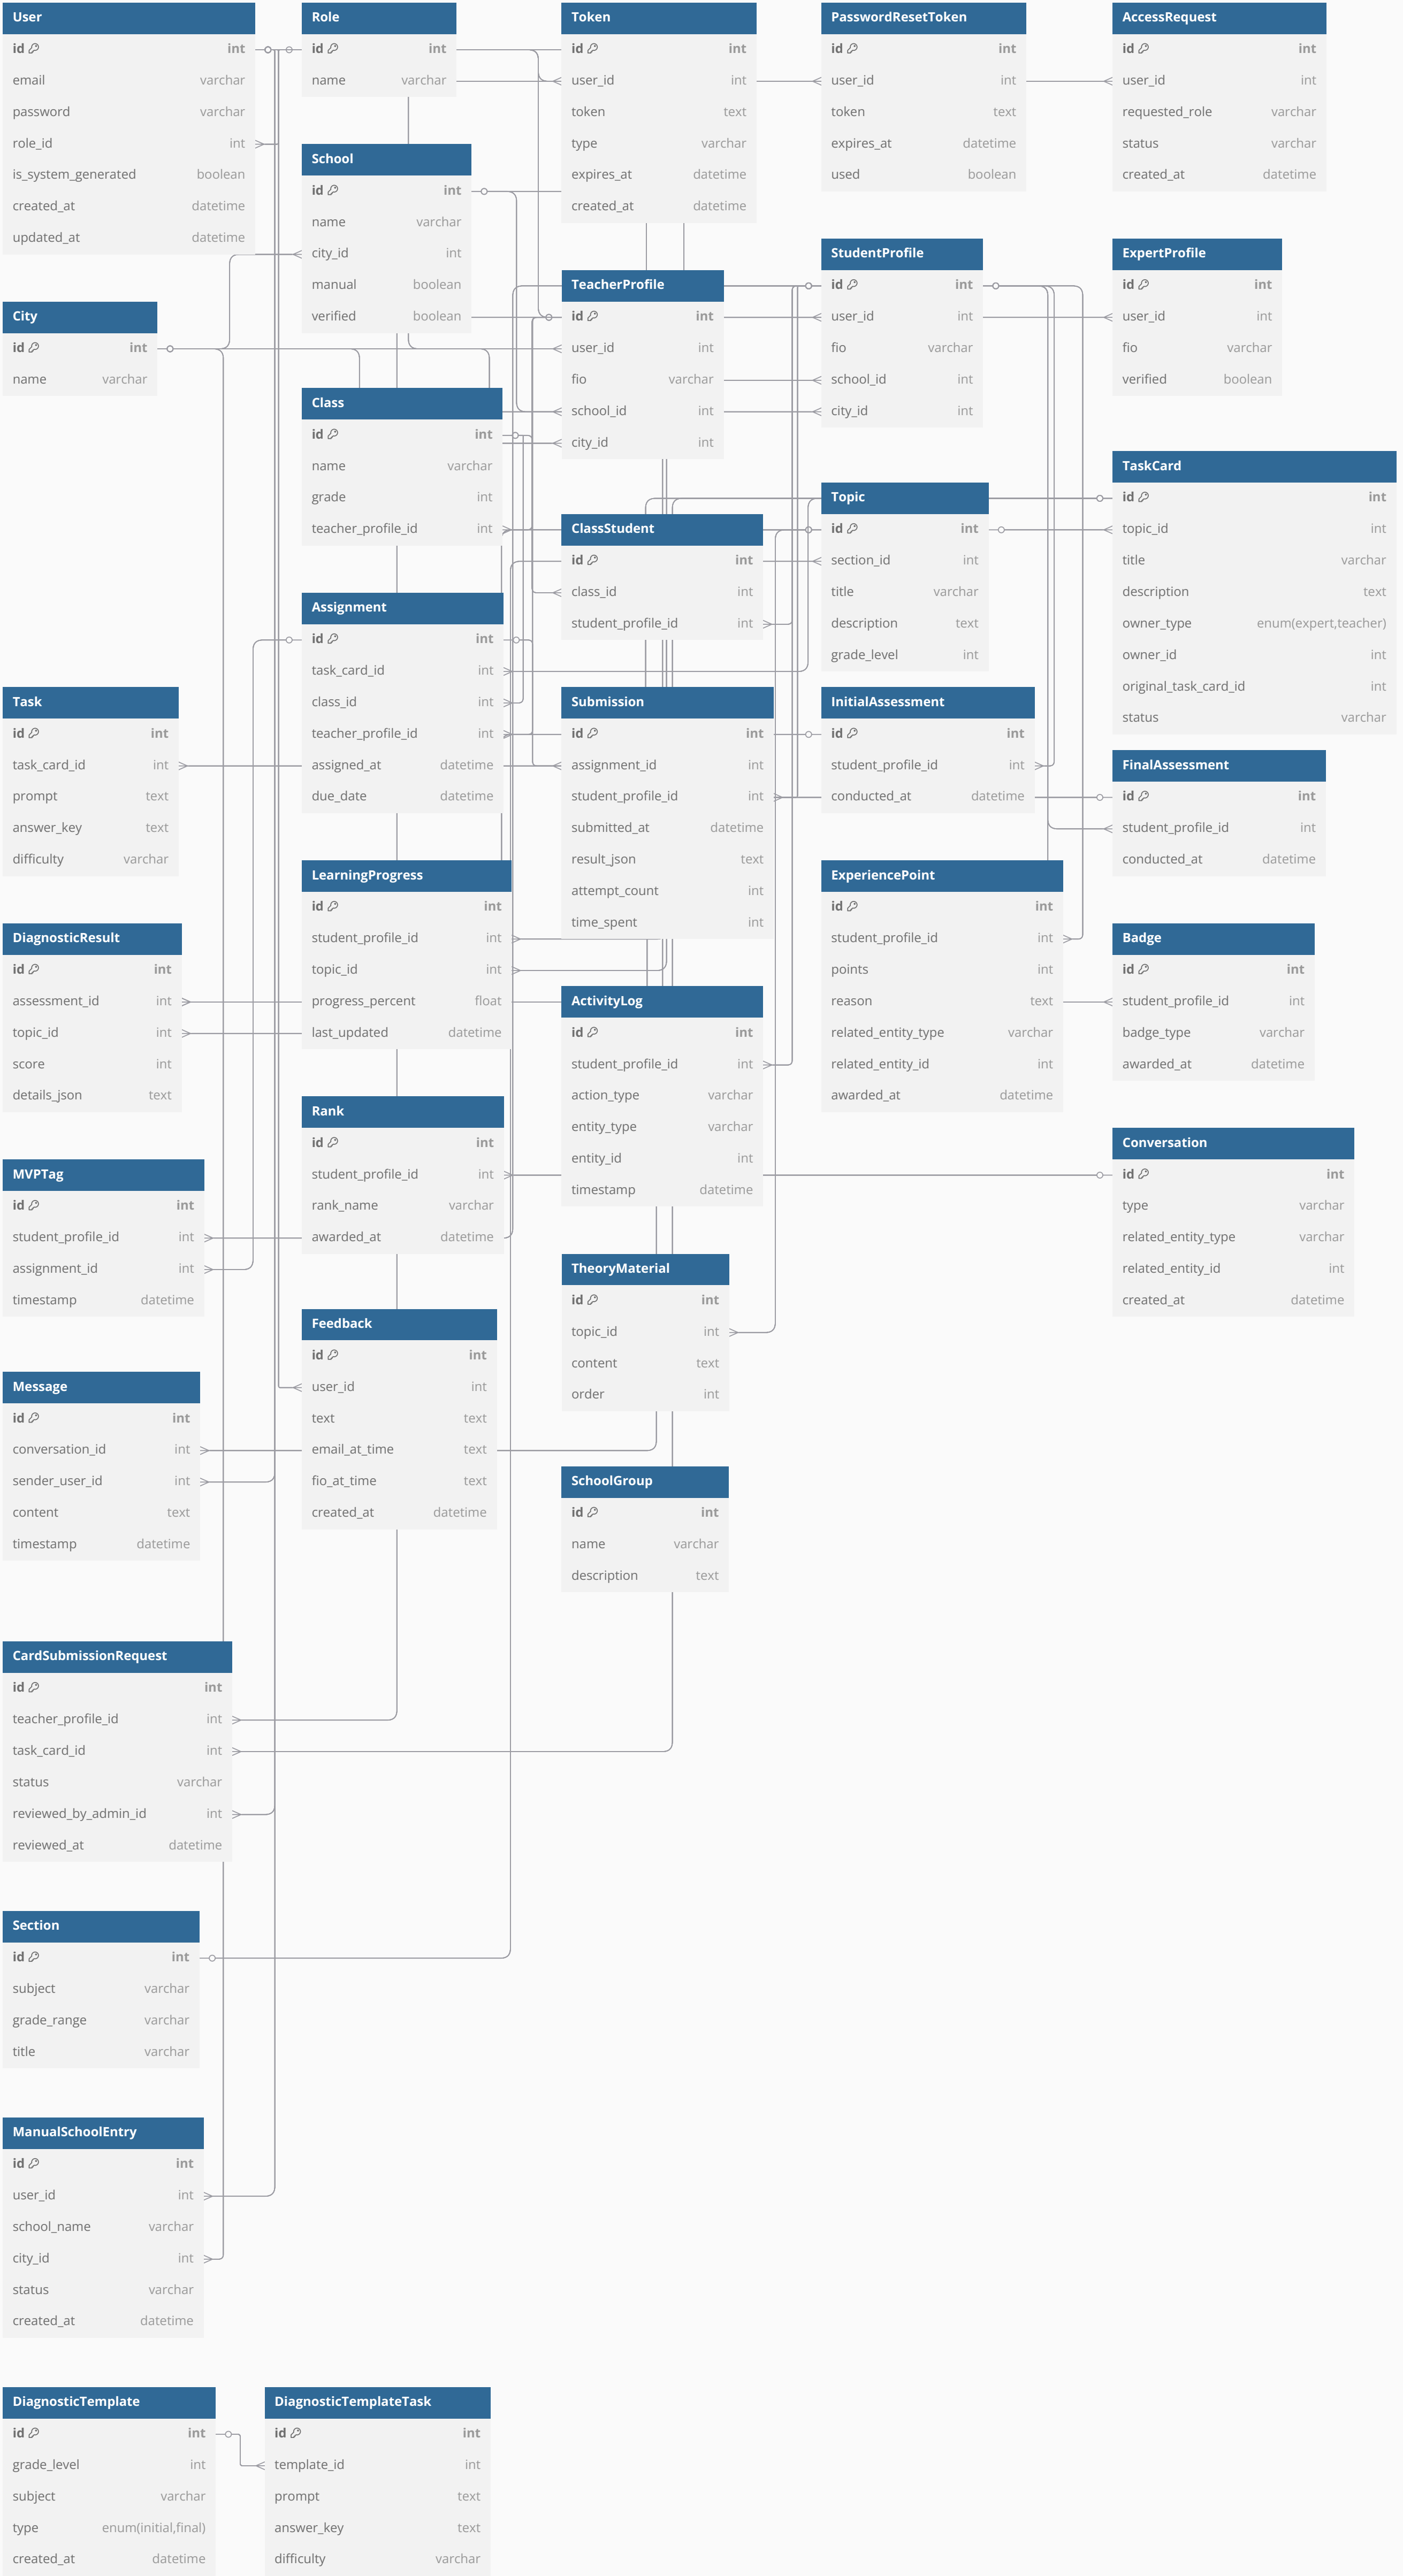 User
id int
email varchar
password varchar
role_id int
is_system_generated boolean
created_at datetime
updated_at datetime
Role
id int
name varchar
Token
id int
user_id int
token text
type varchar
expires_at datetime
created_at datetime
PasswordResetToken
id int
user_id int
token text
expires_at datetime
used boolean
AccessRequest
id int
user_id int
requested_role varchar
status varchar
created_at datetime
School
id int
name varchar
city_id int
manual boolean
verified boolean
City
id int
name varchar
TeacherProfile
id int
user_id int
fio varchar
school_id int
city_id int
StudentProfile
id int
user_id int
fio varchar
school_id int
city_id int
ExpertProfile
id int
user_id int
fio varchar
verified boolean
Class
id int
name varchar
grade int
teacher_profile_id int
ClassStudent
id int
class_id int
student_profile_id int
Topic
id int
section_id int
title varchar
description text
grade_level int
TaskCard
id int
topic_id int
title varchar
description text
owner_type enum(expert,teacher)
owner_id int
original_task_card_id int
status varchar
Assignment
id int
task_card_id int
class_id int
teacher_profile_id int
assigned_at datetime
due_date datetime
Task
id int
task_card_id int
prompt text
answer_key text
difficulty varchar
Submission
id int
assignment_id int
student_profile_id int
submitted_at datetime
result_json text
attempt_count int
time_spent int
InitialAssessment
id int
student_profile_id int
conducted_at datetime
FinalAssessment
id int
student_profile_id int
conducted_at datetime
LearningProgress
id int
student_profile_id int
topic_id int
progress_percent float
last_updated datetime
ExperiencePoint
id int
student_profile_id int
points int
reason text
related_entity_type varchar
related_entity_id int
awarded_at datetime
DiagnosticResult
id int
assessment_id int
topic_id int
score int
details_json text
Badge
id int
student_profile_id int
badge_type varchar
awarded_at datetime
ActivityLog
id int
student_profile_id int
action_type varchar
entity_type varchar
entity_id int
timestamp datetime
Rank
id int
student_profile_id int
rank_name varchar
awarded_at datetime
Conversation
id int
type varchar
related_entity_type varchar
related_entity_id int
created_at datetime
MVPTag
id int
student_profile_id int
assignment_id int
timestamp datetime
TheoryMaterial
id int
topic_id int
content text
order int
Feedback
id int
user_id int
text text
email_at_time text
fio_at_time text
created_at datetime
Message
id int
conversation_id int
sender_user_id int
content text
timestamp datetime
SchoolGroup
id int
name varchar
description text
CardSubmissionRequest
id int
teacher_profile_id int
task_card_id int
status varchar
reviewed_by_admin_id int
reviewed_at datetime
Section
id int
subject varchar
grade_range varchar
title varchar
ManualSchoolEntry
id int
user_id int
school_name varchar
city_id int
status varchar
created_at datetime
DiagnosticTemplate
id int
grade_level int
subject varchar
type enum(initial,final)
created_at datetime
DiagnosticTemplateTask
id int
template_id int
prompt text
answer_key text
difficulty varchar